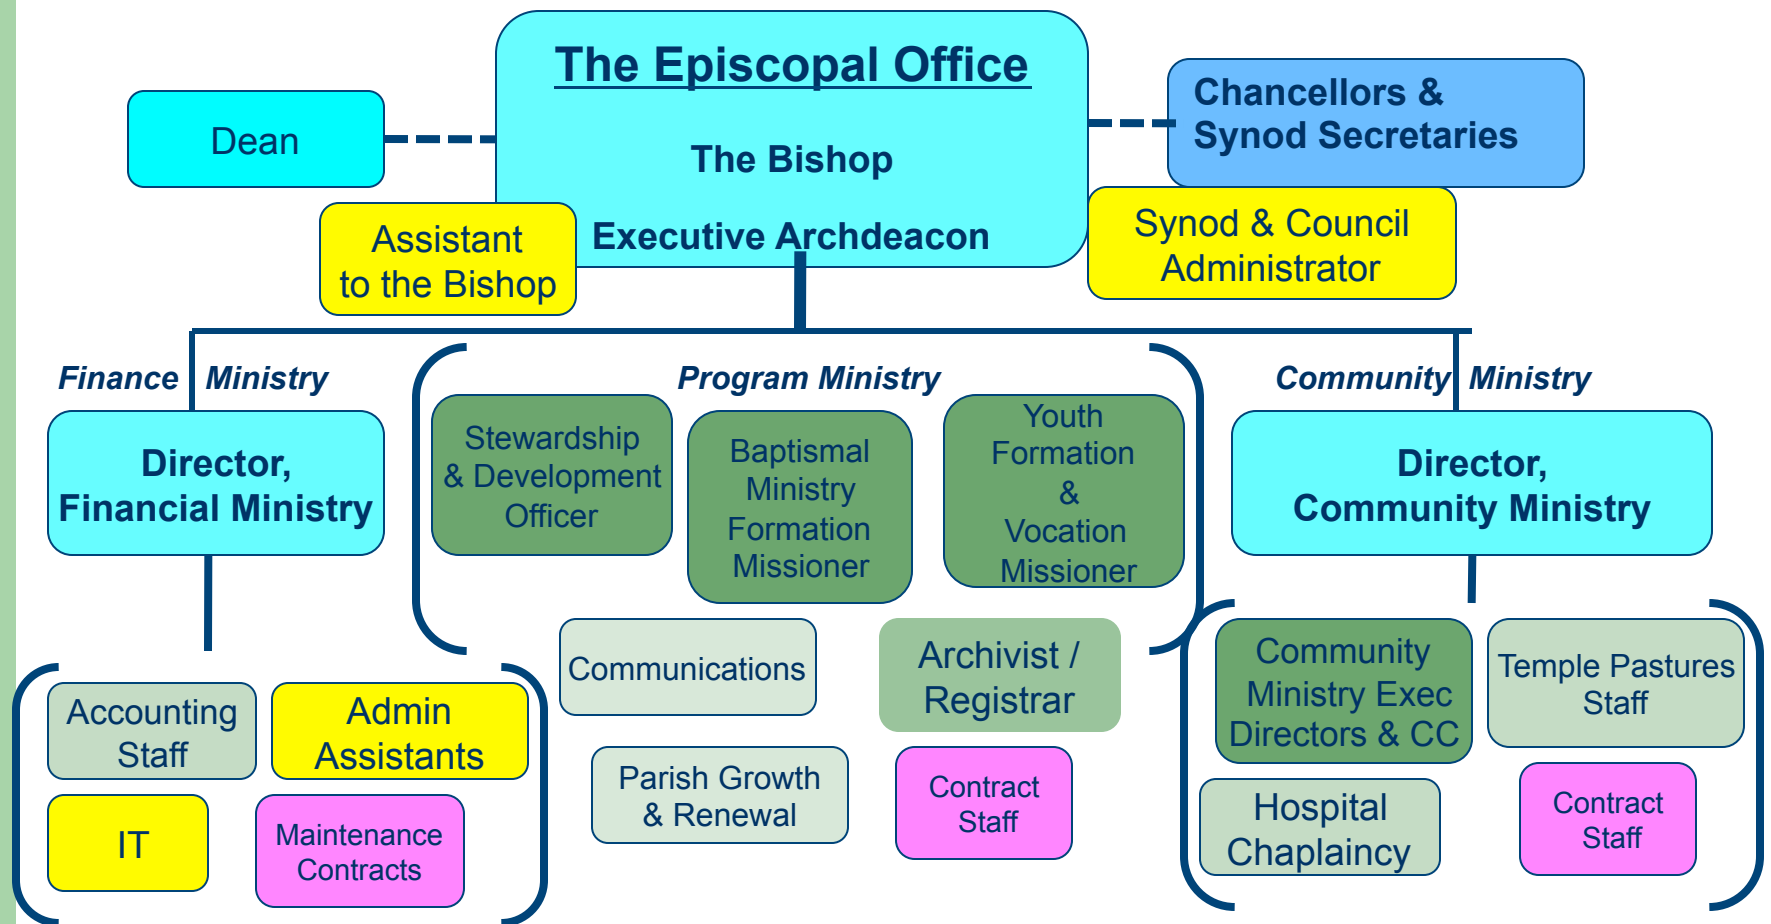 The Episcopal Office
The Bishop
Executive Archdeacon
Dean
Chancellors &
Synod Secretaries
Assistant
to the Bishop
Synod & Council
Administrator
Finance Ministry
Program Ministry
Community Ministry
Director,
Financial Ministry
Stewardship
& Development
Officer
Baptismal
Ministry
Formation
Missioner
Youth
Formation
&
Vocation
Missioner
Director,
Community Ministry
Accounting
Staff
Admin
Assistants
IT
Maintenance
Contracts
Communications
Archivist /
Registrar
Parish Growth
& Renewal
Contract
Staff
Community
Ministry Exec
Directors & CC
Temple Pastures
Staff
Hospital
Chaplaincy
Contract
Staff